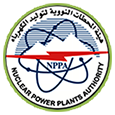 هيئة المحطات النووية لتوليد الكهرباء
NPPA
NUCLEAR POWER PLANTS AUTHORITY